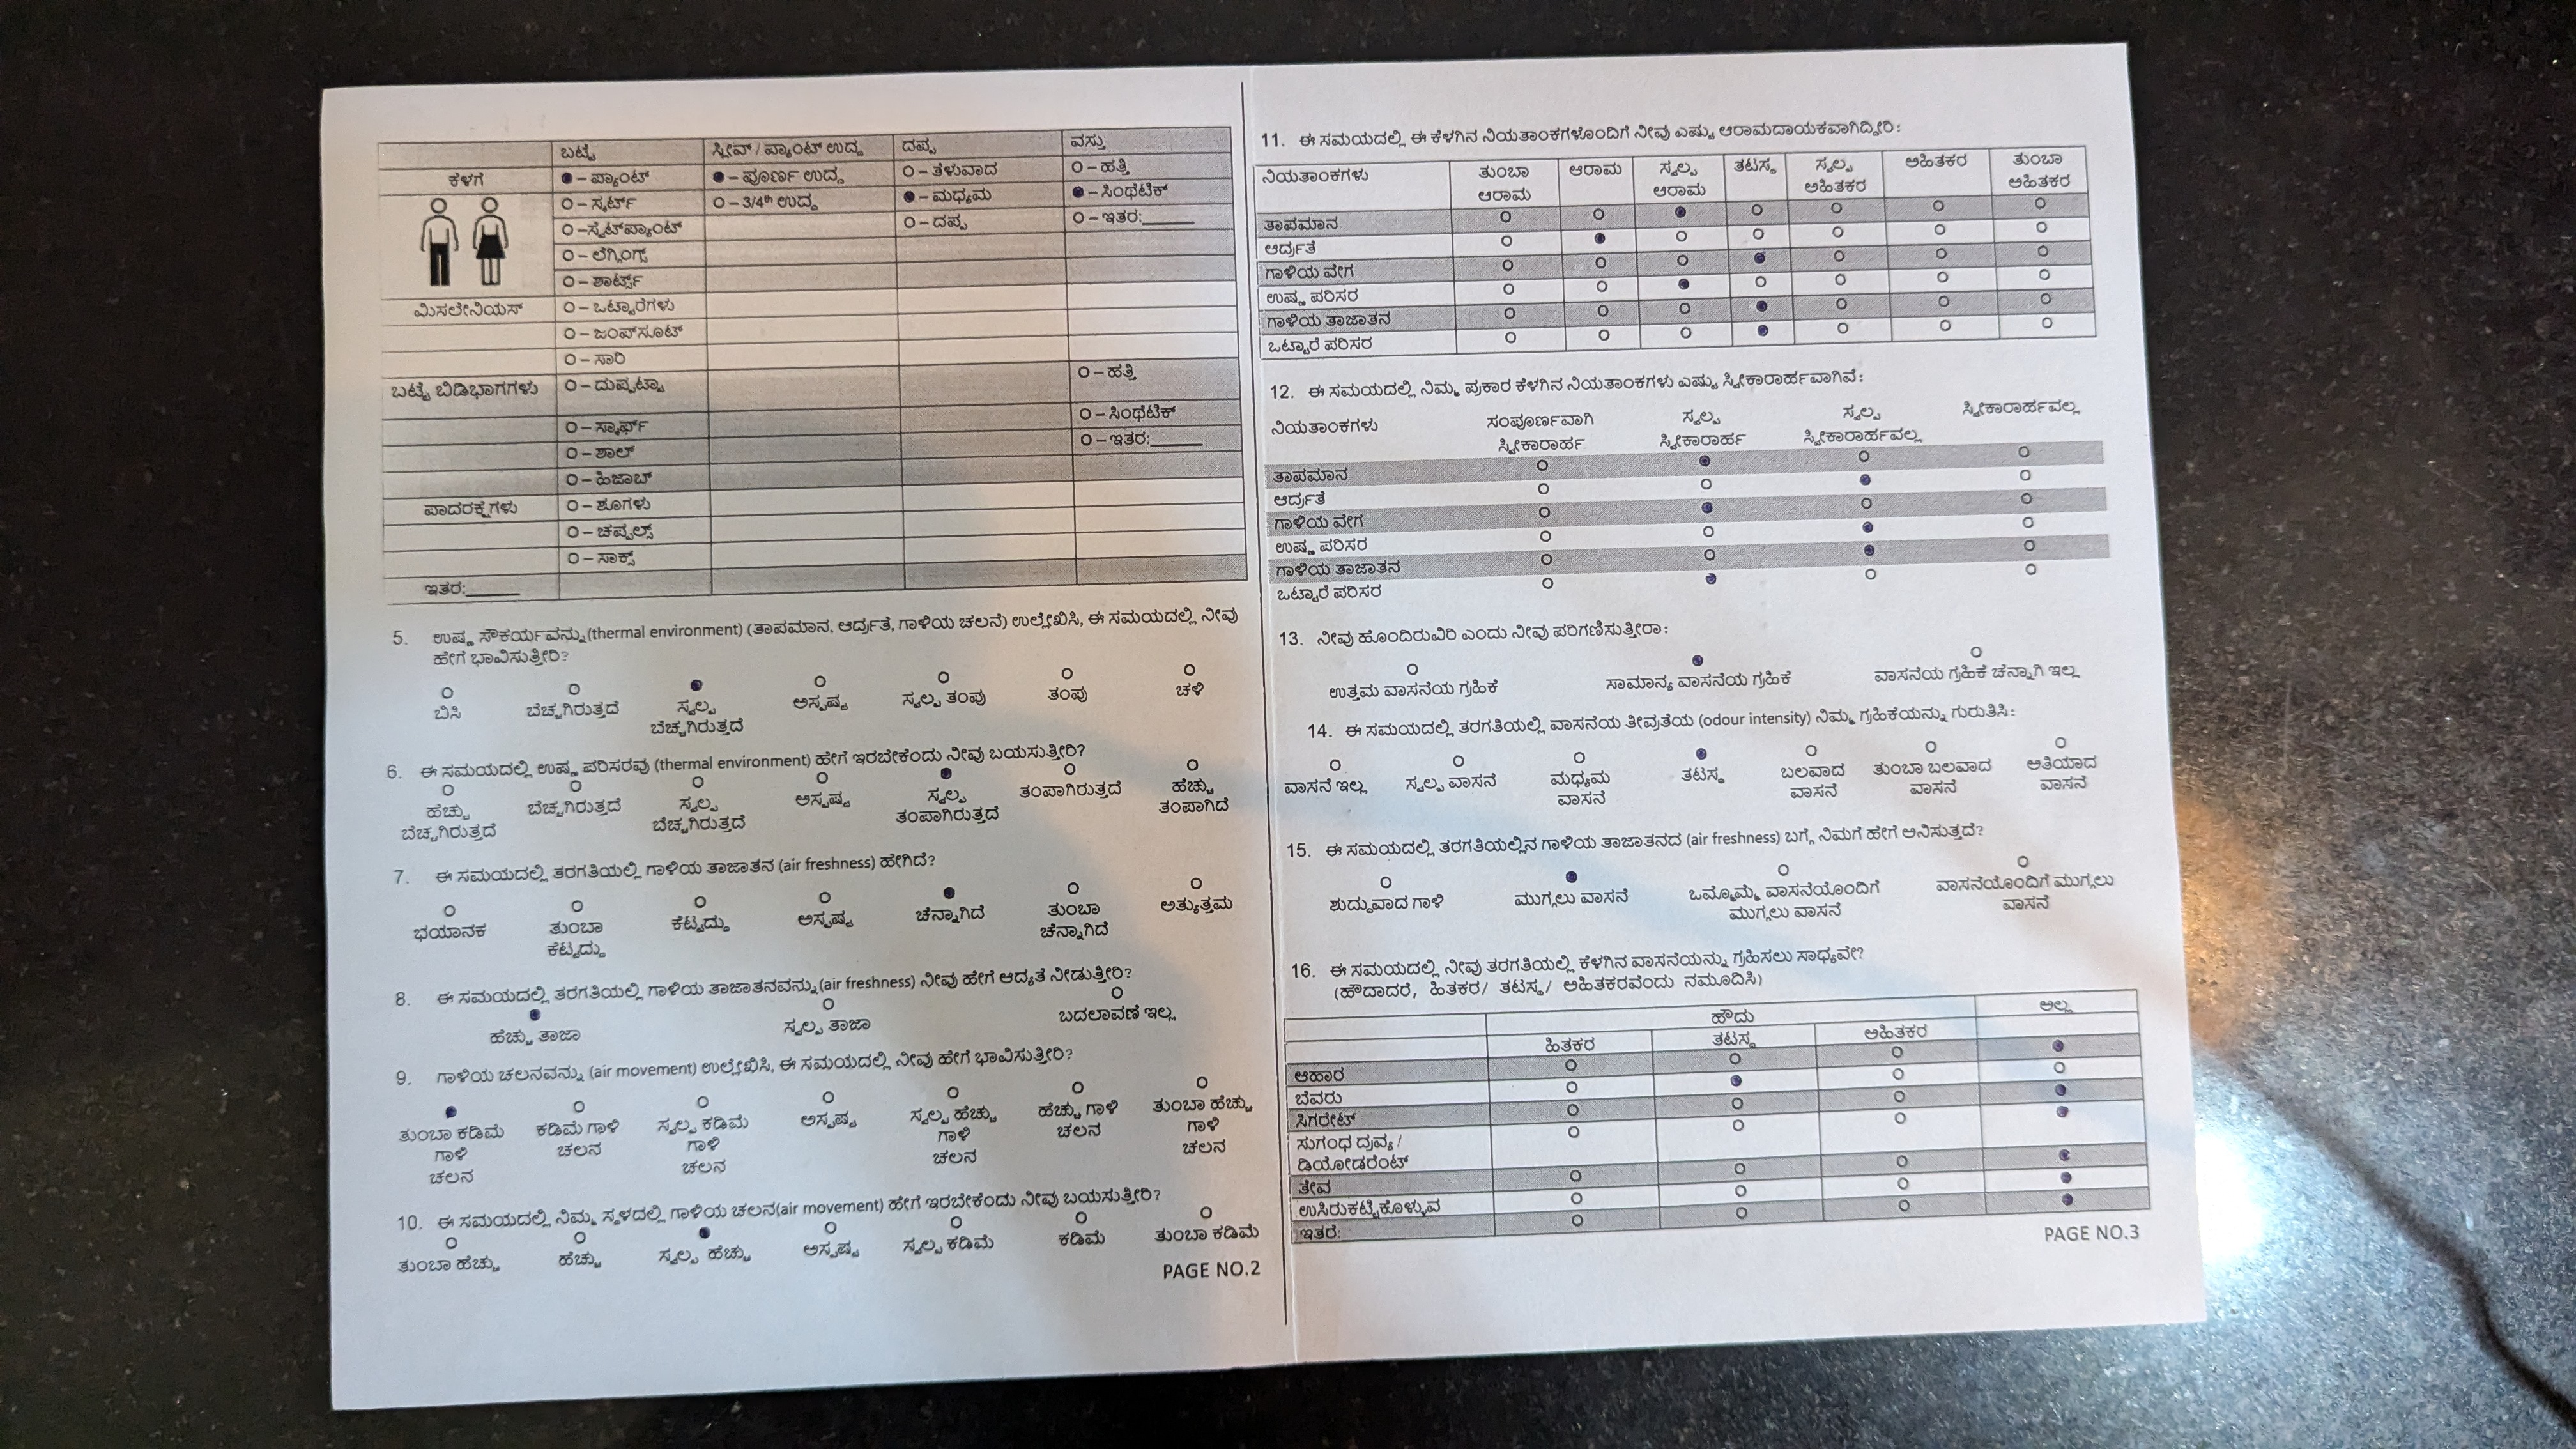 ಬಟ್ಟೆ ಸ್ಲೀವ್ / ಪ್ಯಾಂಟ್ ಉದ್ದ ದಪ್ಪ ವಸ್ತು
ಕೆಳಗೆ ●– ಪ್ಯಾಂಟ್ ●– ಪೂರ್ಣ ಉದ್ದ O – ತೆಳುವಾದ O – ಹತ್ತಿ
O – ಸ್ಕರ್ಟ್ O – 3/4th ಉದ್ದ ●– ಮಧ್ಯಮ ●– ಸಿಂಥೆಟಿಕ್
O –ಸ್ವೆಟ್‌ಪ್ಯಾಂಟ್ O – ದಪ್ಪ O – ಇತರ:______
O – ಲೆಗ್ಗಿಂಗ್ಸ್
O – ಶಾರ್ಟ್ಸ್
ಮಿಸಲೇನಿಯಸ್ O – ಒಟ್ಟಾರೆಗಳು
O – ಜಂಪ್‌ಸೂಟ್
O – ಸಾರಿ
ಬಟ್ಟೆ ಬಿಡಿಭಾಗಗಳು O – ದುಪ್ಪಟ್ಟಾ O – ಹತ್ತಿ
O – ಸ್ಕಾರ್ಫ್ O – ಸಿಂಥೆಟಿಕ್
O – ಶಾಲ್ O – ಇತರ:______
O – ಹಿಜಾಬ್
ಪಾದರಕ್ಷೆಗಳು O – ಶೂಗಳು
O – ಚಪ್ಪಲ್ಸ್
O – ಸಾಕ್ಸ್
ಇತರ:______
5. ಉಷ್ಣ ಸೌಕರ್ಯವನ್ನು(thermal environment) (ತಾಪಮಾನ, ಆರ್ದ್ರತೆ, ಗಾಳಿಯ ಚಲನೆ) ಉಲ್ಲೇಖಿಸಿ, ಈ ಸಮಯದಲ್ಲಿ ನೀವು
ಹೇಗೆ ಭಾವಿಸುತ್ತೀರಿ?
O O ● O O O O
ಬಿಸಿ ಬೆಚ್ಚಗಿರುತ್ತದೆ ಸ್ವಲ್ಪ ಅಸ್ಪಷ್ಟ ಸ್ವಲ್ಪ ತಂಪು ತಂಪು ಚಳಿ
ಬೆಚ್ಚಗಿರುತ್ತದೆ
6. ಈ ಸಮಯದಲ್ಲಿ ಉಷ್ಣ ಪರಿಸರವು (thermal environment) ಹೇಗೆ ಇರಬೇಕೆಂದು ನೀವು ಬಯಸುತ್ತೀರಿ?
O O O O ● O O
ಹೆಚ್ಚು ಬೆಚ್ಚಗಿರುತ್ತದೆ ಸ್ವಲ್ಪ ಅಸ್ಪಷ್ಟ ಸ್ವಲ್ಪ ತಂಪಾಗಿರುತ್ತದೆ ಹೆಚ್ಚು
ಬೆಚ್ಚಗಿರುತ್ತದೆ ಬೆಚ್ಚಗಿರುತ್ತದೆ ತಂಪಾಗಿರುತ್ತದೆ ತಂಪಾಗಿದೆ
7. ಈ ಸಮಯದಲ್ಲಿ ತರಗತಿಯಲ್ಲಿ ಗಾಳಿಯ ತಾಜಾತನ (air freshness) ಹೇಗಿದೆ?
O O O O ● O O
ಭಯಾನಕ ತುಂಬಾ ಕೆಟ್ಟದ್ದು ಅಸ್ಪಷ್ಟ ಚೆನ್ನಾಗಿದೆ ತುಂಬಾ ಅತ್ಯುತ್ತಮ
ಕೆಟ್ಟದ್ದು ಚೆನ್ನಾಗಿದೆ
8. ಈ ಸಮಯದಲ್ಲಿ ತರಗತಿಯಲ್ಲಿ ಗಾಳಿಯ ತಾಜಾತನವನ್ನು(air freshness) ನೀವು ಹೇಗೆ ಆದ್ಯತೆ ನೀಡುತ್ತೀರಿ?
● O O
ಹೆಚ್ಚು ತಾಜಾ ಸ್ವಲ್ಪ ತಾಜಾ ಬದಲಾವಣೆ ಇಲ್ಲ
9. ಗಾಳಿಯ ಚಲನವನ್ನು (air movement) ಉಲ್ಲೇಖಿಸಿ, ಈ ಸಮಯದಲ್ಲಿ ನೀವು ಹೇಗೆ ಭಾವಿಸುತ್ತೀರಿ?
● O O O O O O
ತುಂಬಾ ಕಡಿಮೆ ಕಡಿಮೆ ಗಾಳಿ ಸ್ವಲ್ಪ ಕಡಿಮೆ ಅಸ್ಪಷ್ಟ ಸ್ವಲ್ಪ ಹೆಚ್ಚು ಹೆಚ್ಚು ಗಾಳಿ ತುಂಬಾ ಹೆಚ್ಚು
ಗಾಳಿ ಚಲನ ಗಾಳಿ ಗಾಳಿ ಚಲನ ಗಾಳಿ
ಚಲನ ಚಲನ ಚಲನ ಚಲನ
10. ಈ ಸಮಯದಲ್ಲಿ ನಿಮ್ಮ ಸ್ಥಳದಲ್ಲಿ ಗಾಳಿಯ ಚಲನ(air movement) ಹೇಗೆ ಇರಬೇಕೆಂದು ನೀವು ಬಯಸುತ್ತೀರಿ?
O O ● O O O O
ತುಂಬಾ ಹೆಚ್ಚು ಹೆಚ್ಚು ಸ್ವಲ್ಪ ಹೆಚ್ಚು ಅಸ್ಪಷ್ಟ ಸ್ವಲ್ಪ ಕಡಿಮೆ ಕಡಿಮೆ ತುಂಬಾ ಕಡಿಮೆ
PAGE NO.2
11. ಈ ಸಮಯದಲ್ಲಿ ಈ ಕೆಳಗಿನ ನಿಯತಾಂಕಗಳೊಂದಿಗೆ ನೀವು ಎಷ್ಟು ಆರಾಮದಾಯಕವಾಗಿದ್ದೀರಿ:
ನಿಯತಾಂಕಗಳು ತುಂಬಾ ಆರಾಮ ಸ್ವಲ್ಪ ತಟಸ್ಥ ಸ್ವಲ್ಪ ಅಹಿತಕರ ತುಂಬಾ
ಆರಾಮ ಆರಾಮ ಅಹಿತಕರ ಅಹಿತಕರ
ತಾಪಮಾನ O O ● O O O O
ಆರ್ದ್ರತೆ O ● O O O O O
ಗಾಳಿಯ ವೇಗ O O O ● O O O
ಉಷ್ಣ ಪರಿಸರ O O ● O O O O
ಗಾಳಿಯ ತಾಜಾತನ O O O ● O O O
ಒಟ್ಟಾರೆ ಪರಿಸರ O O O ● O O O
12. ಈ ಸಮಯದಲ್ಲಿ ನಿಮ್ಮ ಪ್ರಕಾರ ಕೆಳಗಿನ ನಿಯತಾಂಕಗಳು ಎಷ್ಟು ಸ್ವೀಕಾರಾರ್ಹವಾಗಿವೆ:
ನಿಯತಾಂಕಗಳು ಸಂಪೂರ್ಣವಾಗಿ ಸ್ವಲ್ಪ ಸ್ವಲ್ಪ ಸ್ವೀಕಾರಾರ್ಹವಲ್ಲ
ಸ್ವೀಕಾರಾರ್ಹ ಸ್ವೀಕಾರಾರ್ಹ ಸ್ವೀಕಾರಾರ್ಹವಲ್ಲ
ತಾಪಮಾನ O ● O O
ಆರ್ದ್ರತೆ O O ● O
ಗಾಳಿಯ ವೇಗ O ● O O
ಉಷ್ಣ ಪರಿಸರ O O ● O
ಗಾಳಿಯ ತಾಜಾತನ O O ● O
ಒಟ್ಟಾರೆ ಪರಿಸರ O ● O O
13. ನೀವು ಹೊಂದಿರುವಿರಿ ಎಂದು ನೀವು ಪರಿಗಣಿಸುತ್ತೀರಾ:
O ● O
ಉತ್ತಮ ವಾಸನೆಯ ಗ್ರಹಿಕೆ ಸಾಮಾನ್ಯ ವಾಸನೆಯ ಗ್ರಹಿಕೆ ವಾಸನೆಯ ಗ್ರಹಿಕೆ ಚೆನ್ನಾಗಿ ಇಲ್ಲ
14. ಈ ಸಮಯದಲ್ಲಿ ತರಗತಿಯಲ್ಲಿ ವಾಸನೆಯ ತೀವ್ರತೆಯ (odour intensity) ನಿಮ್ಮ ಗ್ರಹಿಕೆಯನ್ನು ಗುರುತಿಸಿ:
O O O ● O O O
ವಾಸನೆ ಇಲ್ಲ ಸ್ವಲ್ಪ ವಾಸನೆ ಮಧ್ಯಮ ತಟಸ್ಥ ಬಲವಾದ ತುಂಬಾ ಬಲವಾದ ಅತಿಯಾದ
ವಾಸನೆ ವಾಸನೆ ವಾಸನೆ ವಾಸನೆ
15. ಈ ಸಮಯದಲ್ಲಿ ತರಗತಿಯಲ್ಲಿನ ಗಾಳಿಯ ತಾಜಾತನದ (air freshness) ಬಗ್ಗೆ ನಿಮಗೆ ಹೇಗೆ ಅನಿಸುತ್ತದೆ?
O ● O O
ಶುದ್ಧುವಾದ ಗಾಳಿ ಮುಗ್ಗಲು ವಾಸನೆ ಒಮ್ಮೊಮ್ಮೆ ವಾಸನೆಯೊಂದಿಗೆ ವಾಸನೆಯೊಂದಿಗೆ ಮುಗ್ಗಲು
ಮುಗ್ಗಲು ವಾಸನೆ ವಾಸನೆ
16. ಈ ಸಮಯದಲ್ಲಿ ನೀವು ತರಗತಿಯಲ್ಲಿ ಕೆಳಗಿನ ವಾಸನೆಯನ್ನು ಗ್ರಹಿಸಲು ಸಾಧ್ಯವೇ?
(ಹೌದಾದರೆ, ಹಿತಕರ/ ತಟಸ್ಥ/ ಅಹಿತಕರವೆಂದು ನಮೂದಿಸಿ)
ಹೌದು ಅಲ್ಲ
ಹಿತಕರ ತಟಸ್ಥ ಅಹಿತಕರ
ಆಹಾರ O O O ●
ಬೆವರು O ● O O
ಸಿಗರೇಟ್ O O O ●
ಸುಗಂಧ ದ್ರವ್ಯ / O O O ●
ಡಿಯೋಡರೆಂಟ್
ತೇವ O O O ●
ಉಸಿರುಕಟ್ಟಿಕೊಳ್ಳುವ O O O ●
ಇತರೆ: O O O ●
PAGE NO.3